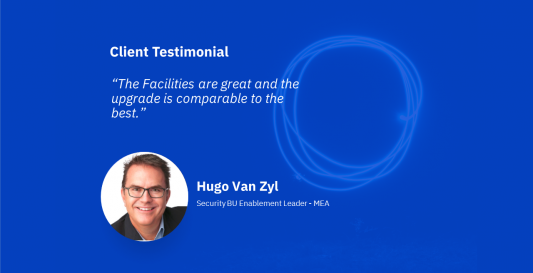 Client Testimonial
“The Facilities are great and the
upgrade is comparable to the
best.”
Hugo Van Zyl
Security BU Enablement Leader - MEA